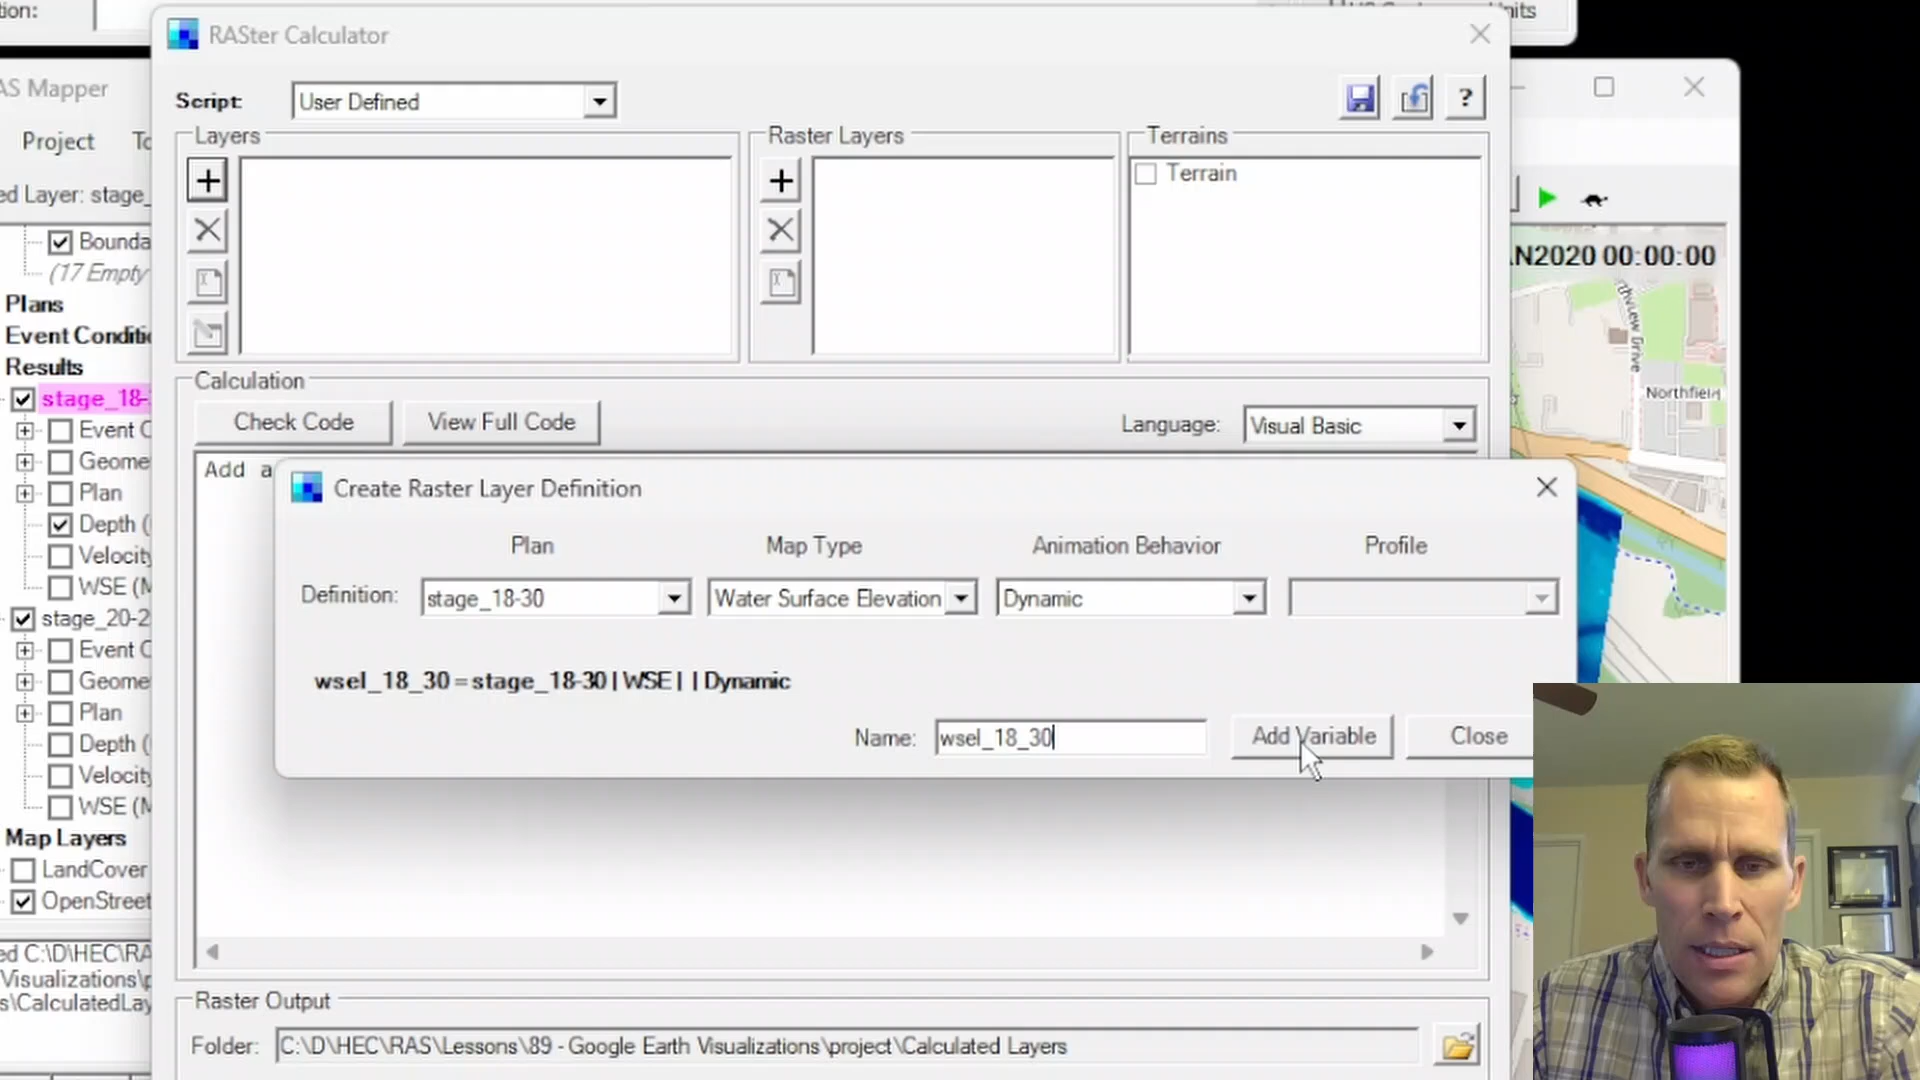 tion:
Units
RASter Calculator
AS Mapper
Script:
User Defined
?
Project
Layers
Raster Layers
Terrains
Terrain
ed Layer: stage_
Bounda
(17 Empty
N2020 00:00:00
Plans
Event Conditio
Results
stage_18-
Event C
Geome
Plan
Depth (
Velocity
WSE (M
stage_20-2
Event C
Geome
Plan
Depth (
Velocity
WSE (M
Map Layers
LandCover
OpenStreet
Northfield
Calculation
Check Code
View Full Code
Language:
Visual Basic
Add a
Create Raster Layer Definition
Plan
Map Type
Animation Behavior
Profile
Definition:
stage_18-30
Water Surface Elevation
Dynamic
wsel_18_30 = stage_18-30 | WSE | | Dynamic
Name:
wsel_18_30
Add Variable
Close
ed C:\D\HEC\RA
Visualizations\p
s\CalculatedLay
Raster Output
Folder:
C:\D\HEC\RAS\Lessons\89 - Google Earth Visualizations\project\Calculated Layers